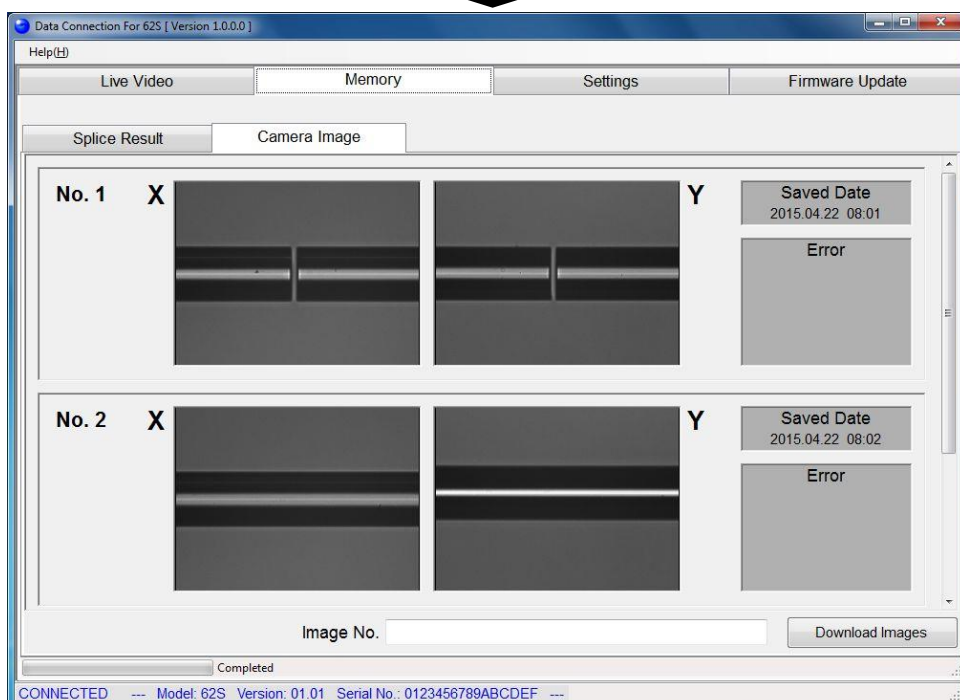 Data Connection For 62S [ Version 1.0.0.0 ]
Help(H)
Live Video Memory Settings Firmware Update
Splice Result Camera Image
No. 1 X Y Saved Date
2015.04.22 08:01
Error
No. 2 X Y Saved Date
2015.04.22 08:02
Error
Image No. Download Images
Completed
CONNECTED --- Model: 62S Version: 01.01 Serial No.: 0123456789ABCDEF ---